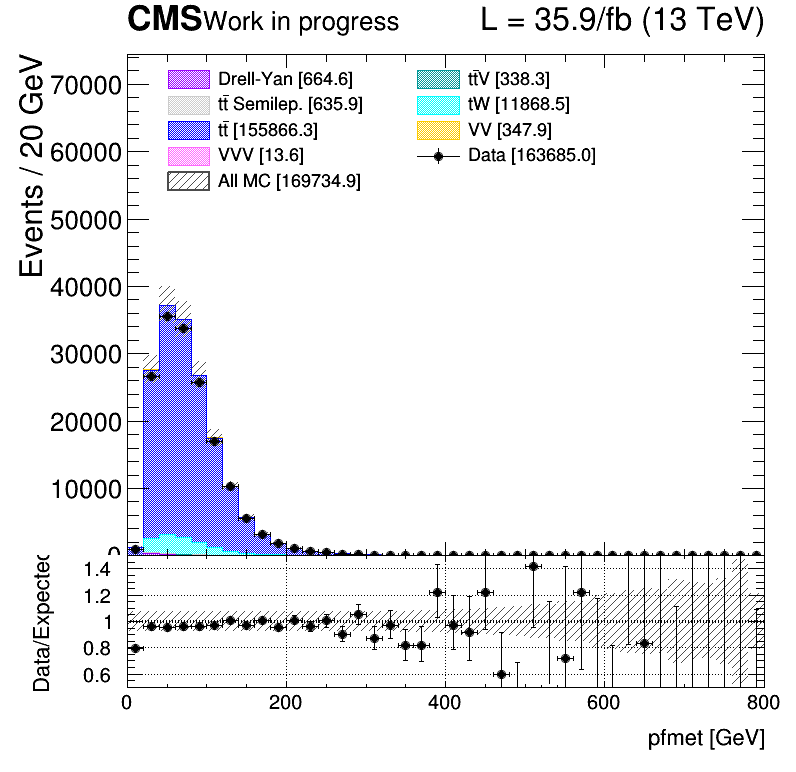 CMS Work in progress L = 35.9/fb (13 TeV)
Events / 20 GeV
70000
60000
50000
40000
30000
20000
10000
0
Drell-Yan [664.6]
tt̄ Semilep. [635.9]
tt̄ [155866.3]
VVV [13.6]
All MC [169734.9]
tt̄V [338.3]
tW [11868.5]
VV [347.9]
Data [163685.0]
Data/Expected
1.4
1.2
1
0.8
0.6
0 200 400 600 800
pfmet [GeV]